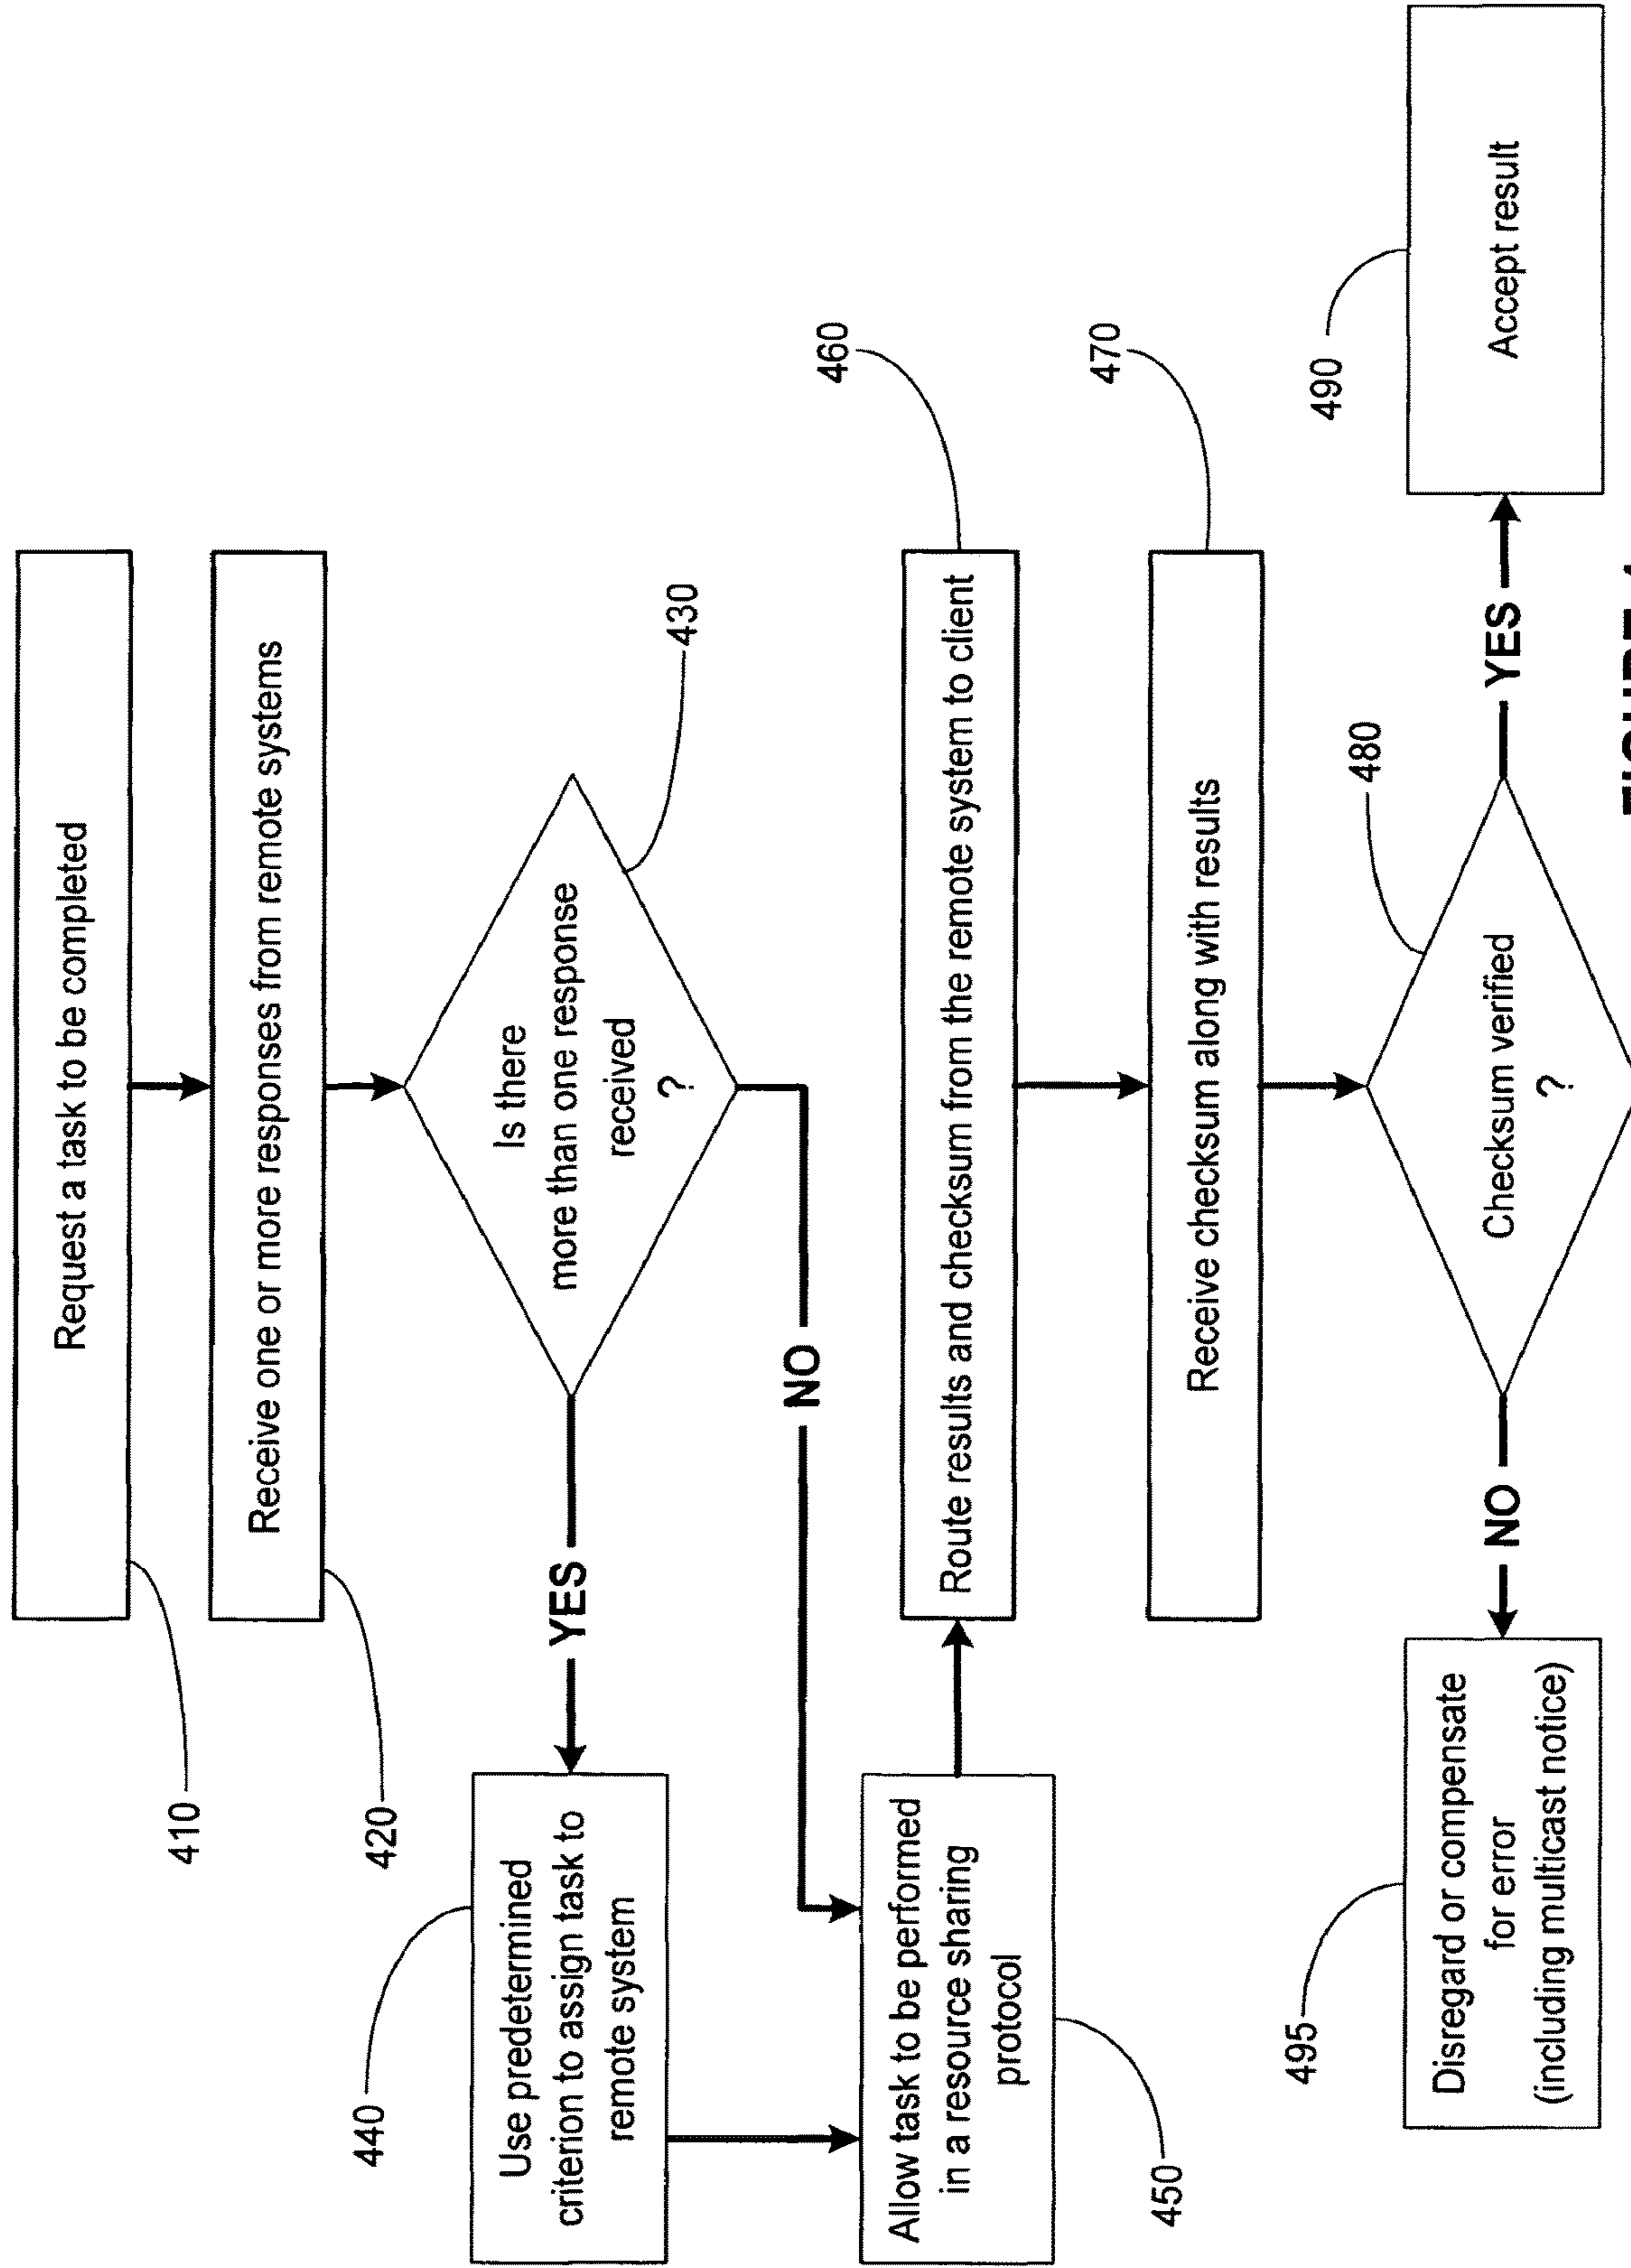 Request a task to be completed
410
Receive one or more responses from remote systems
420
Is there
more than one response
received
?
430
YES
NO
Use predetermined
criterion to assign task to
remote system
440
Allow task to be performed
in a resource sharing
protocol
450
Route results and checksum from the remote system to client
460
Receive checksum along with results
470
Checksum verified
?
480
NO
YES
Disregard or compensate
for error
(including multicast notice)
495
Accept result
490